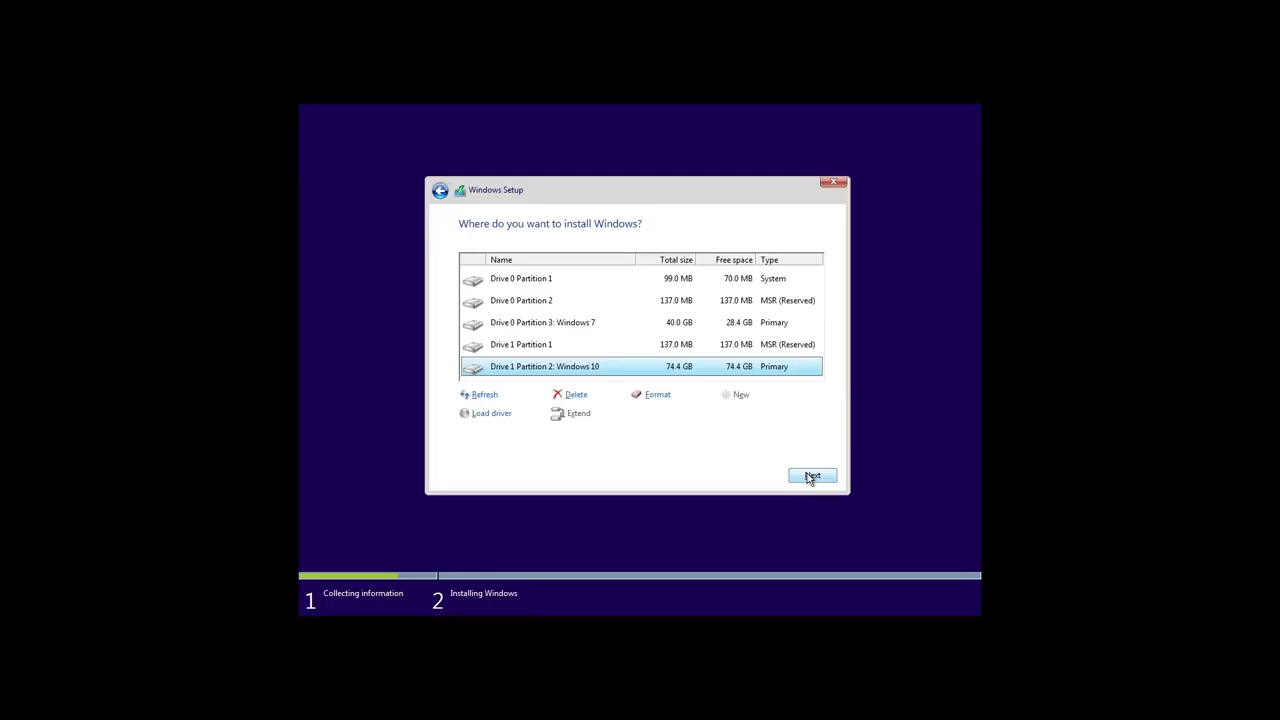 Windows Setup
Where do you want to install Windows?
Name Total size Free space Type
Drive 0 Partition 1 99.0 MB 70.0 MB System
Drive 0 Partition 2 137.0 MB 137.0 MB MSR (Reserved)
Drive 0 Partition 3: Windows 7 40.0 GB 28.4 GB Primary
Drive 1 Partition 1 137.0 MB 137.0 MB MSR (Reserved)
Drive 1 Partition 2: Windows 10 74.4 GB 74.4 GB Primary
Refresh Delete Format New
Load driver Extend
Next
1 Collecting information 2 Installing Windows